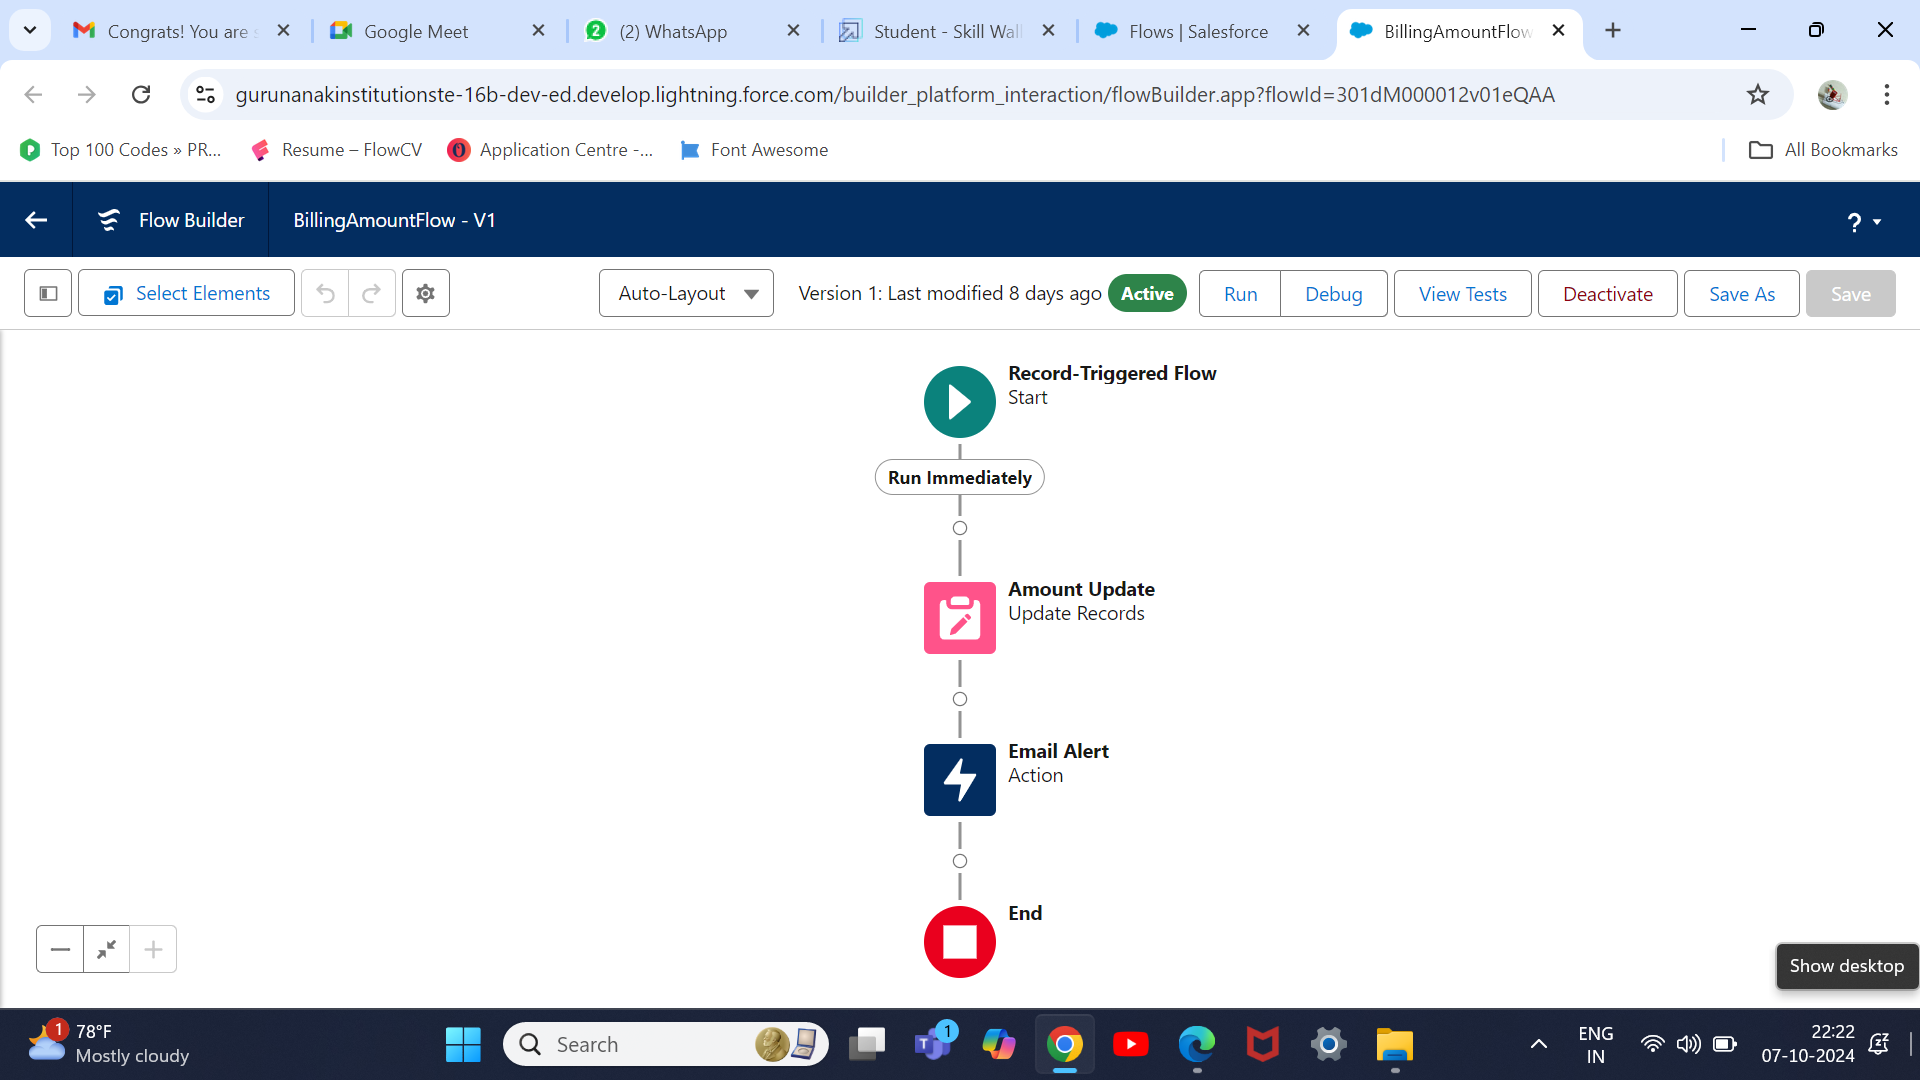 Congrats! You are s
Google Meet
(2) WhatsApp
Student - Skill Wall
Flows | Salesforce
BillingAmountFlow
gurunanakinstitutionste-16b-dev-ed.develop.lightning.force.com/builder_platform_interaction/flowBuilder.app?flowId=301dM000012v01eQAA
Top 100 Codes » PR...
Resume – FlowCV
Application Centre -...
Font Awesome
All Bookmarks
Flow Builder
BillingAmountFlow - V1
?
Select Elements
Auto-Layout
Version 1: Last modified 8 days ago
Active
Run
Debug
View Tests
Deactivate
Save As
Save
Record-Triggered Flow
Start
Run Immediately
Amount Update
Update Records
Email Alert
Action
End
Show desktop
1
78°F
Mostly cloudy
Search
1
ENG
IN
22:22
07-10-2024